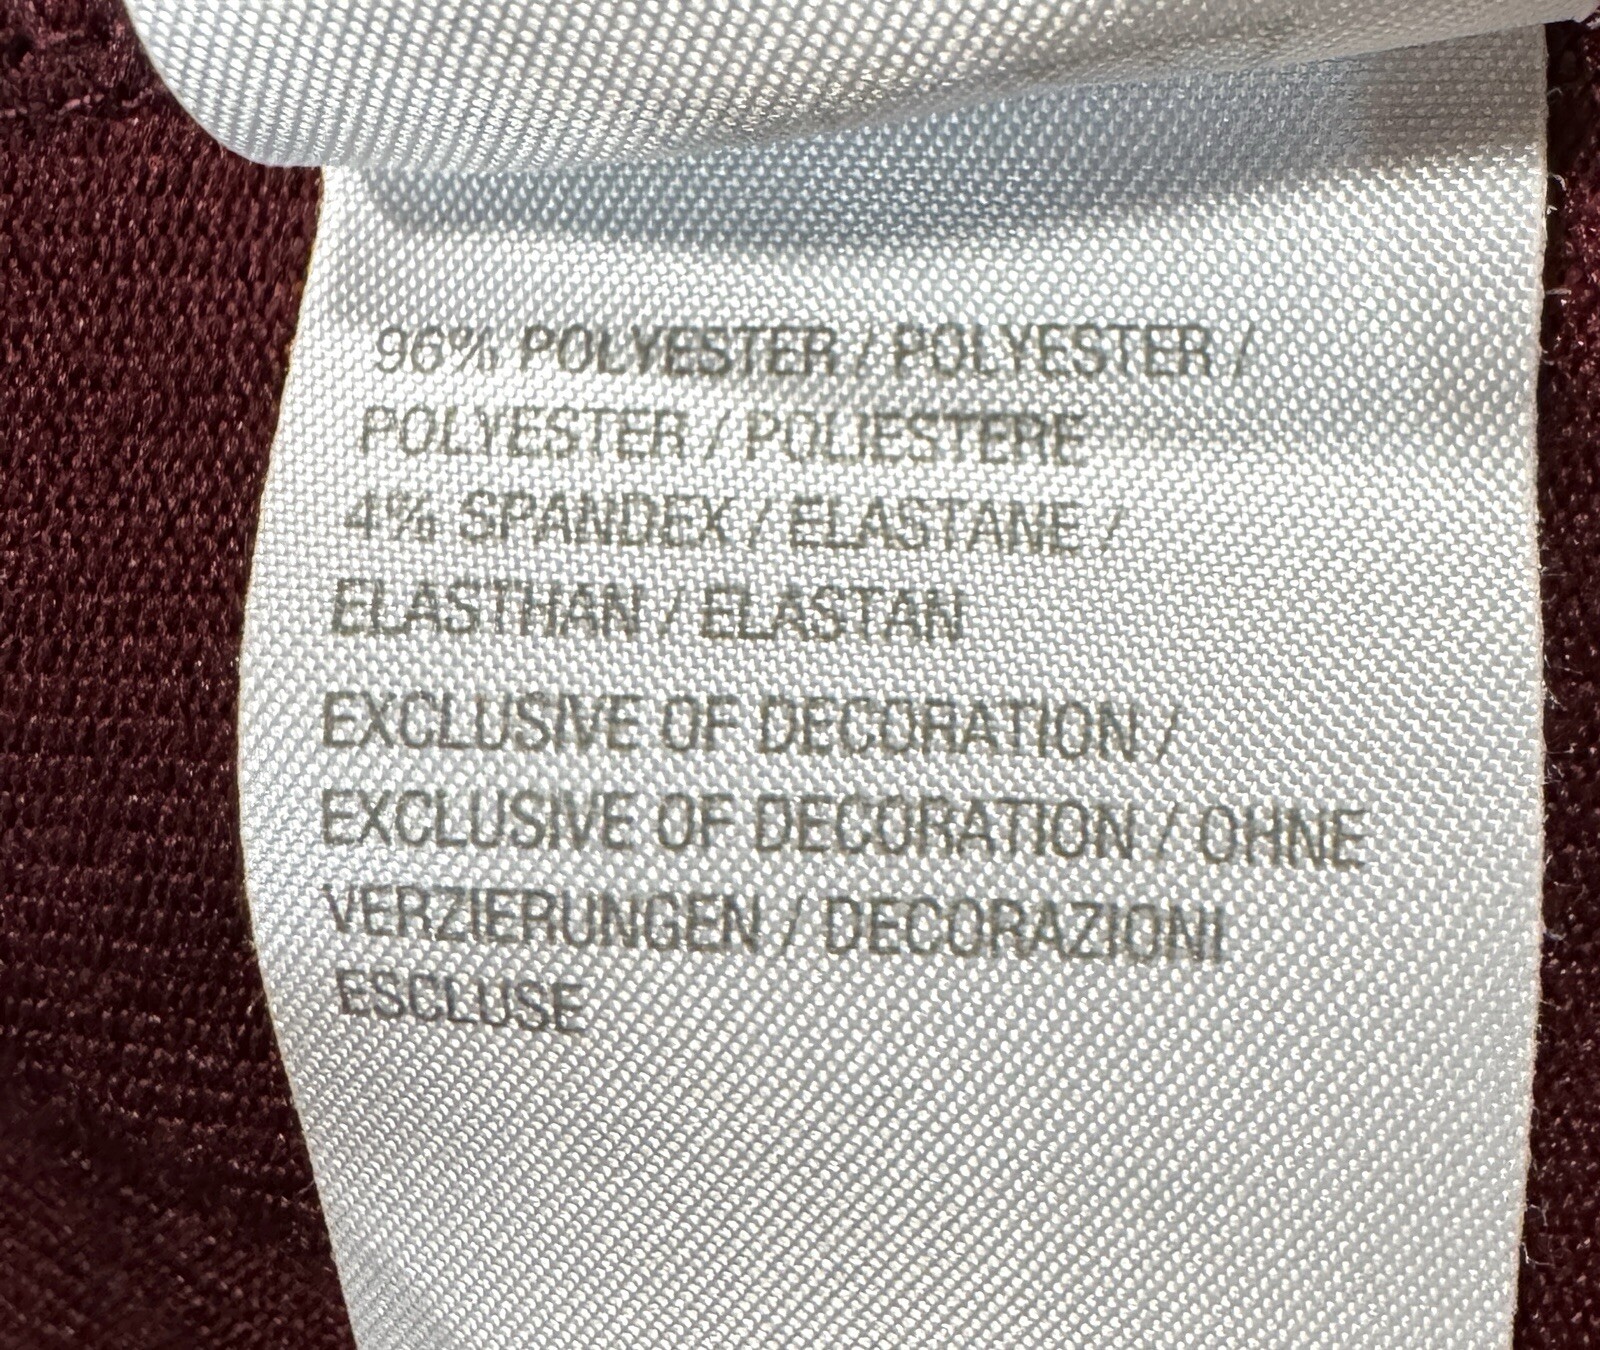 96% POLYESTER / POLYESTER /
POLYESTER / POLIESTERE
4% SPANDEX / ELASTANE /
ELASTHAN / ELASTAN
EXCLUSIVE OF DECORATION /
EXCLUSIVE OF DECORATION / OHNE
VERZIERUNGEN / DECORAZIONI
ESCLUSE